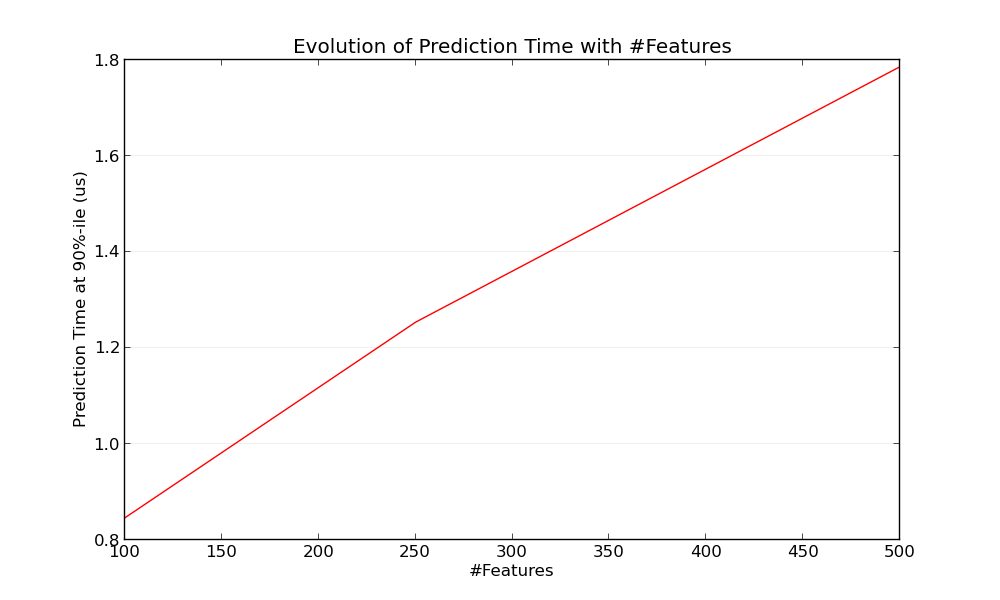 Evolution of Prediction Time with #Features
1.8
1.6
1.4
1.2
1.0
0.8
Prediction Time at 90%-ile (us)
100 150 200 250 300 350 400 450 500
#Features